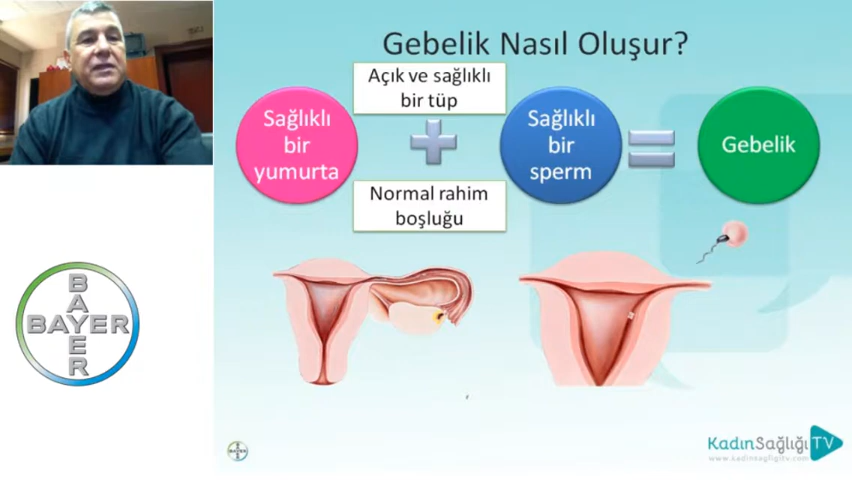 Gebelik Nasıl Oluşur?
Açık ve sağlıklı
bir tüp
Sağlıklı
bir
yumurta
Sağlıklı
bir
sperm
Gebelik
Normal rahim
boşluğu
BAYER
BAYER
BAYER
KadınSağlığıTV
www.kadinsagligitv.com